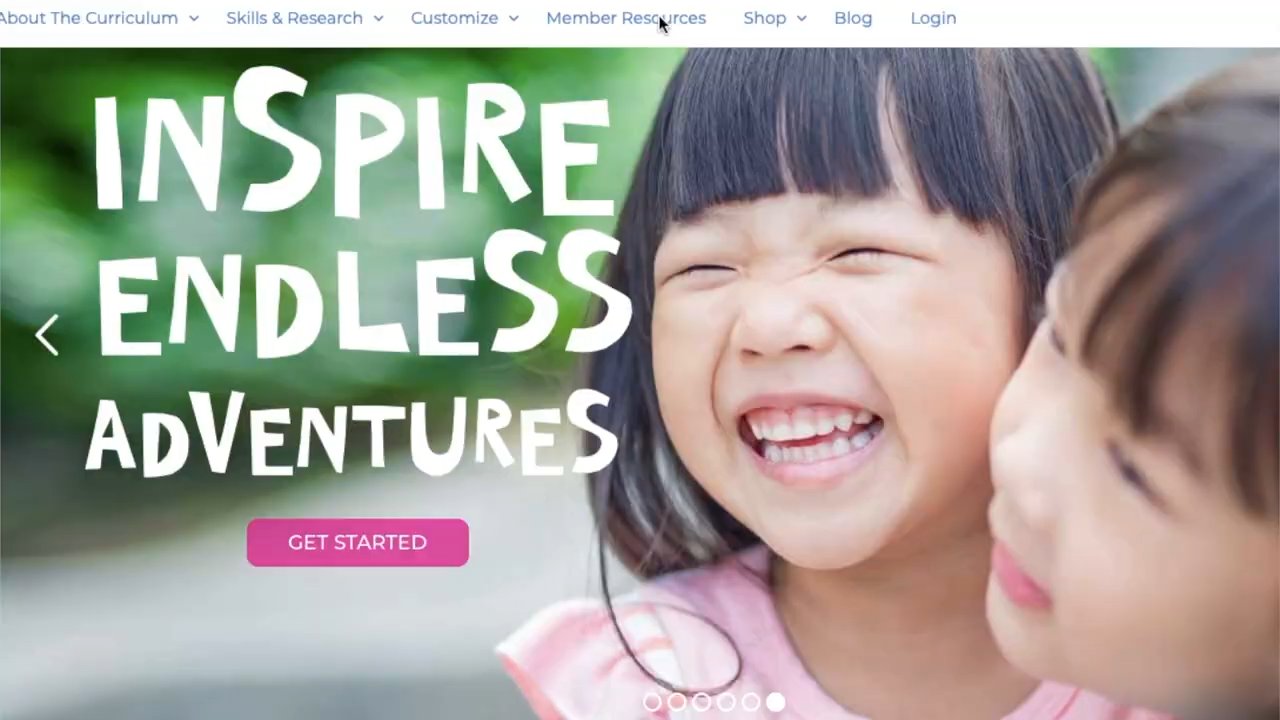 About The Curriculum
Skills & Research
Customize
Member Resources
Shop
Blog
Login
INSPIRE
ENDLESS
ADVENTURES
GET STARTED